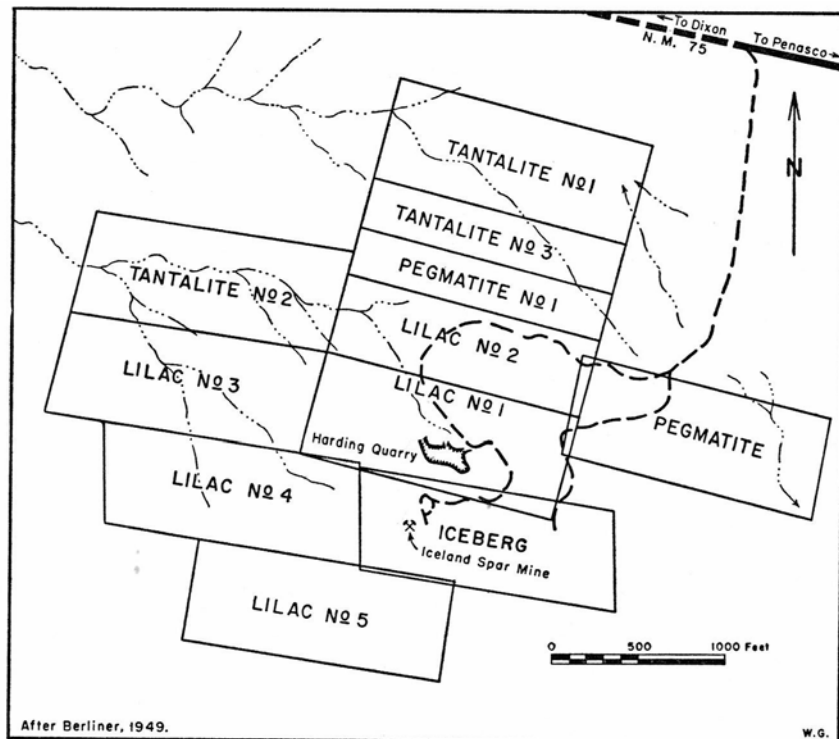 To Dixon
N. M. 75
To Penasco
N
TANTALITE No 1
TANTALITE No 3
PEGMATITE No 1
TANTALITE No 2
LILAC No 2
LILAC No 3
LILAC No 1
PEGMATITE
Harding Quarry
LILAC No 4
ICEBERG
Iceland Spar Mine
LILAC No 5
0 500 1000 Feet
After Berliner, 1949.
W.G.